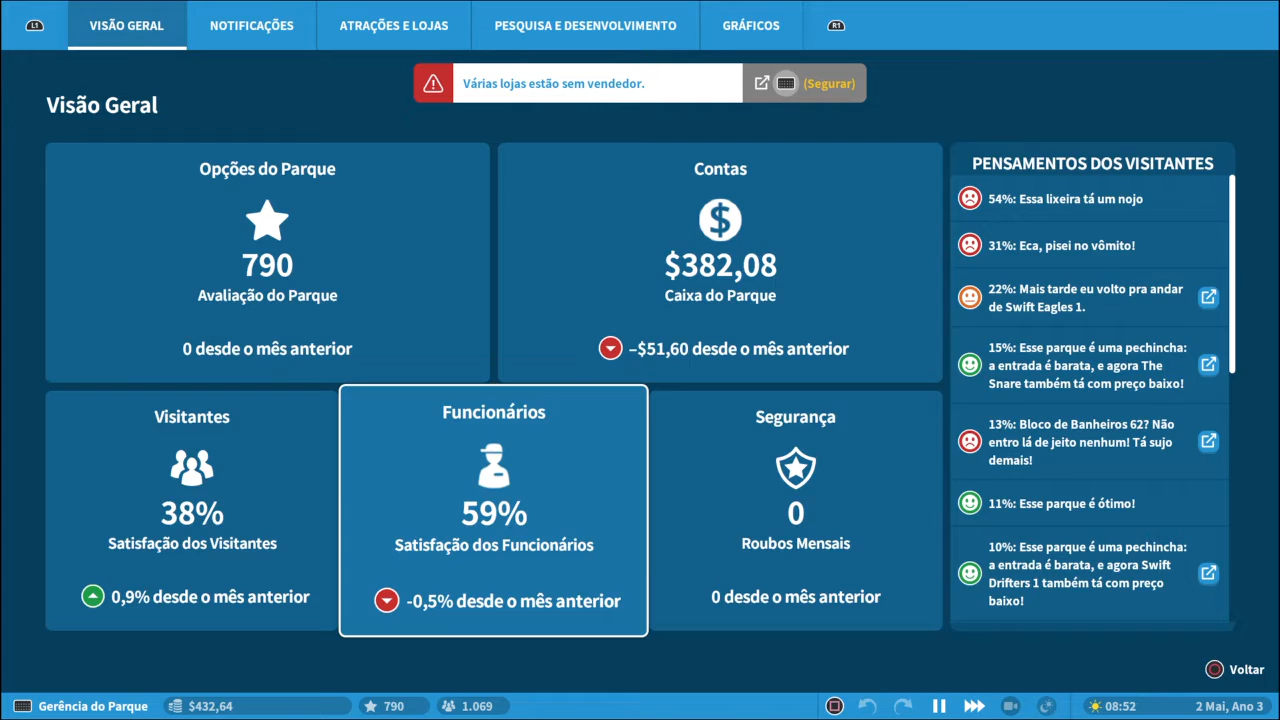 L1
VISÃO GERAL
NOTIFICAÇÕES
ATRAÇÕES E LOJAS
PESQUISA E DESENVOLVIMENTO
GRÁFICOS
R1
Várias lojas estão sem vendedor.
(Segurar)
Visão Geral
Opções do Parque
790
Avaliação do Parque
0 desde o mês anterior
Contas
$
$382,08
Caixa do Parque
–$51,60 desde o mês anterior
Visitantes
38%
Satisfação dos Visitantes
0,9% desde o mês anterior
Funcionários
59%
Satisfação dos Funcionários
-0,5% desde o mês anterior
Segurança
0
Roubos Mensais
0 desde o mês anterior
PENSAMENTOS DOS VISITANTES
54%: Essa lixeira tá um nojo
31%: Eca, pisei no vômito!
22%: Mais tarde eu volto pra andar
de Swift Eagles 1.
15%: Esse parque é uma pechincha:
a entrada é barata, e agora The
Snare também tá com preço baixo!
13%: Bloco de Banheiros 62? Não
entro lá de jeito nenhum! Tá sujo
demais!
11%: Esse parque é ótimo!
10%: Esse parque é uma pechincha:
a entrada é barata, e agora Swift
Drifters 1 também tá com preço
baixo!
Voltar
Gerência do Parque
$432,64
790
1.069
08:52
2 Mai, Ano 3